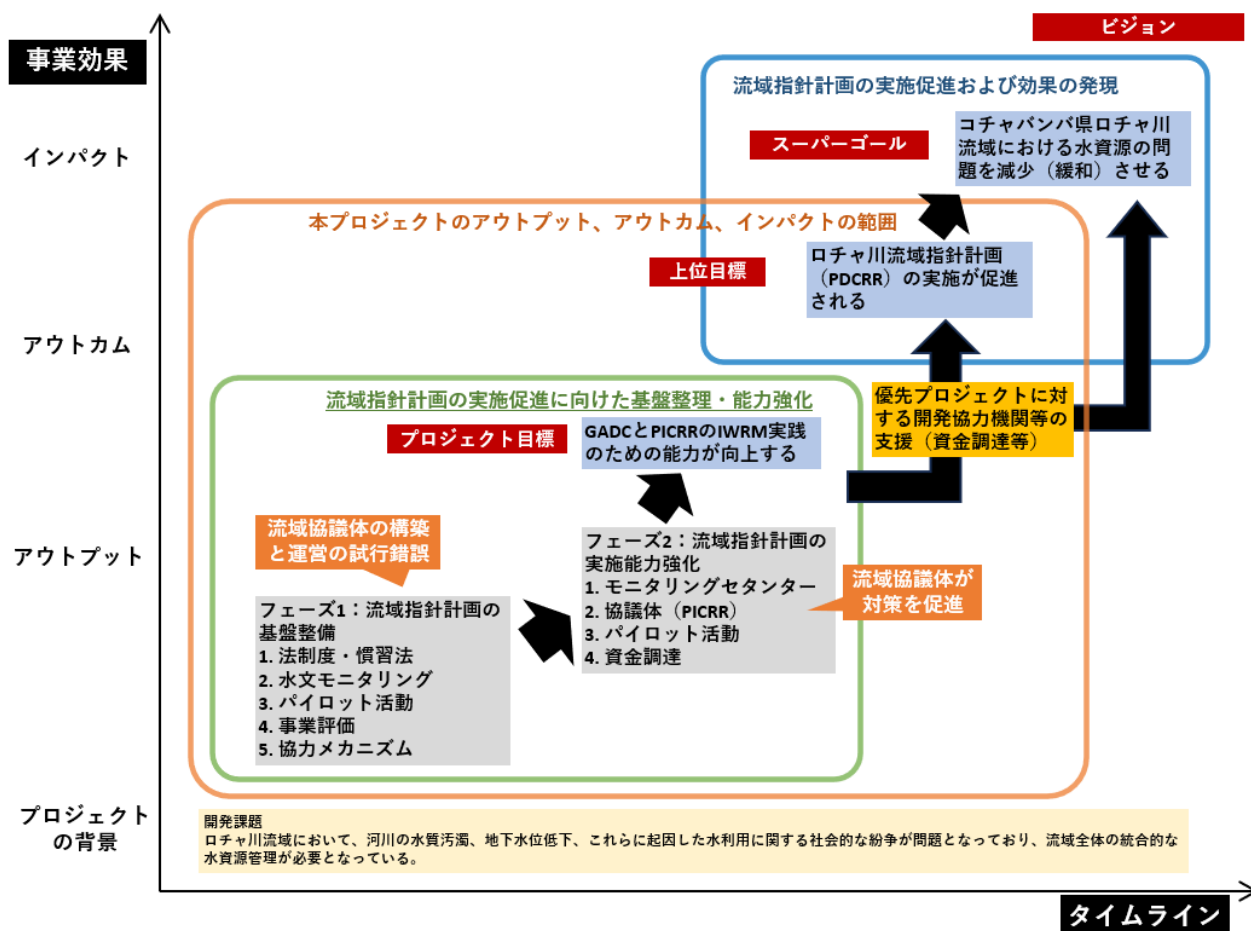 ビジョン
事業効果
流域指針計画の実施促進および効果の発現
インパクト
スーパーゴール
コチャバンバ県ロチャ川
流域における水資源の問
題を減少（緩和）させる
本プロジェクトのアウトプット、アウトカム、インパクトの範囲
上位目標
ロチャ川流域指針計画
（PDCRR）の実施が促進
される
アウトカム
流域指針計画の実施促進に向けた基盤整理・能力強化
優先プロジェクトに対
する開発協力機関等の
支援（資金調達等）
プロジェクト目標
GADCとPICRRのIWRM実践
のための能力が向上する
アウトプット
流域協議体の構築
と運営の試行錯誤
フェーズ2：流域指針計画の
実施能力強化
1. モニタリングセタンター
2. 協議体（PICRR）
3. パイロット活動
4. 資金調達
流域協議体が
対策を促進
フェーズ1：流域指針計画の
基盤整備
1. 法制度・慣習法
2. 水文モニタリング
3. パイロット活動
4. 事業評価
5. 協力メカニズム
プロジェクト
の背景
開発課題
ロチャ川流域において、河川の水質汚濁、地下水位低下、これらに起因した水利用に関する社会的な紛争が問題となっており、流域全体の統合的な
水資源管理が必要となっている。
タイムライン